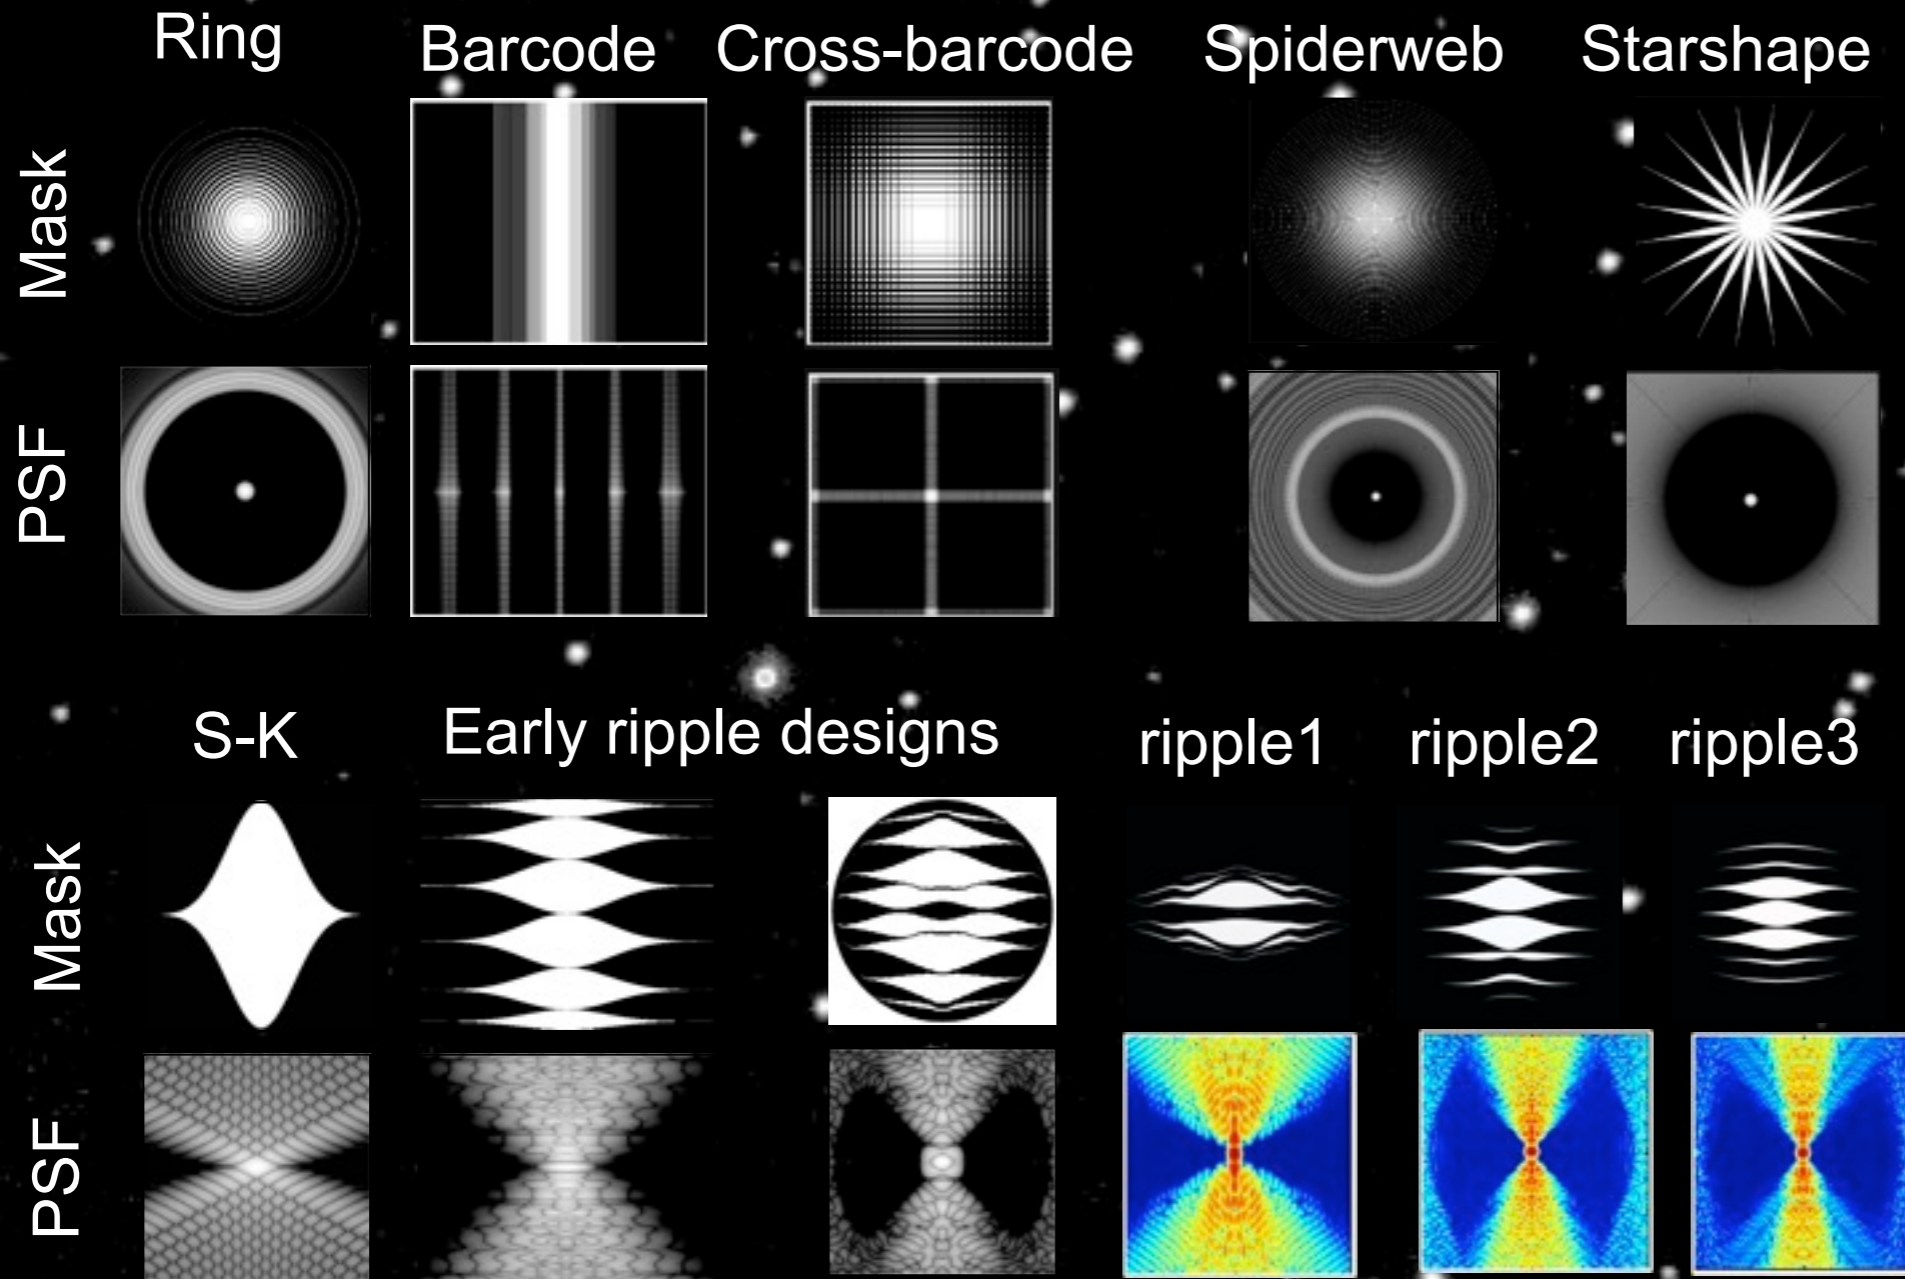 Ring Barcode Cross-barcode Spiderweb Starshape
Mask
PSF
S-K Early ripple designs ripple1 ripple2 ripple3
Mask
PSF